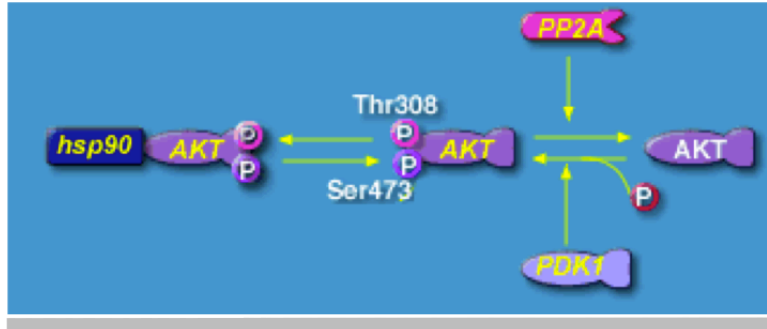 PP2A
Thr308
hsp90 AKT P P AKT AKT
P P
Ser473
P
PDK1